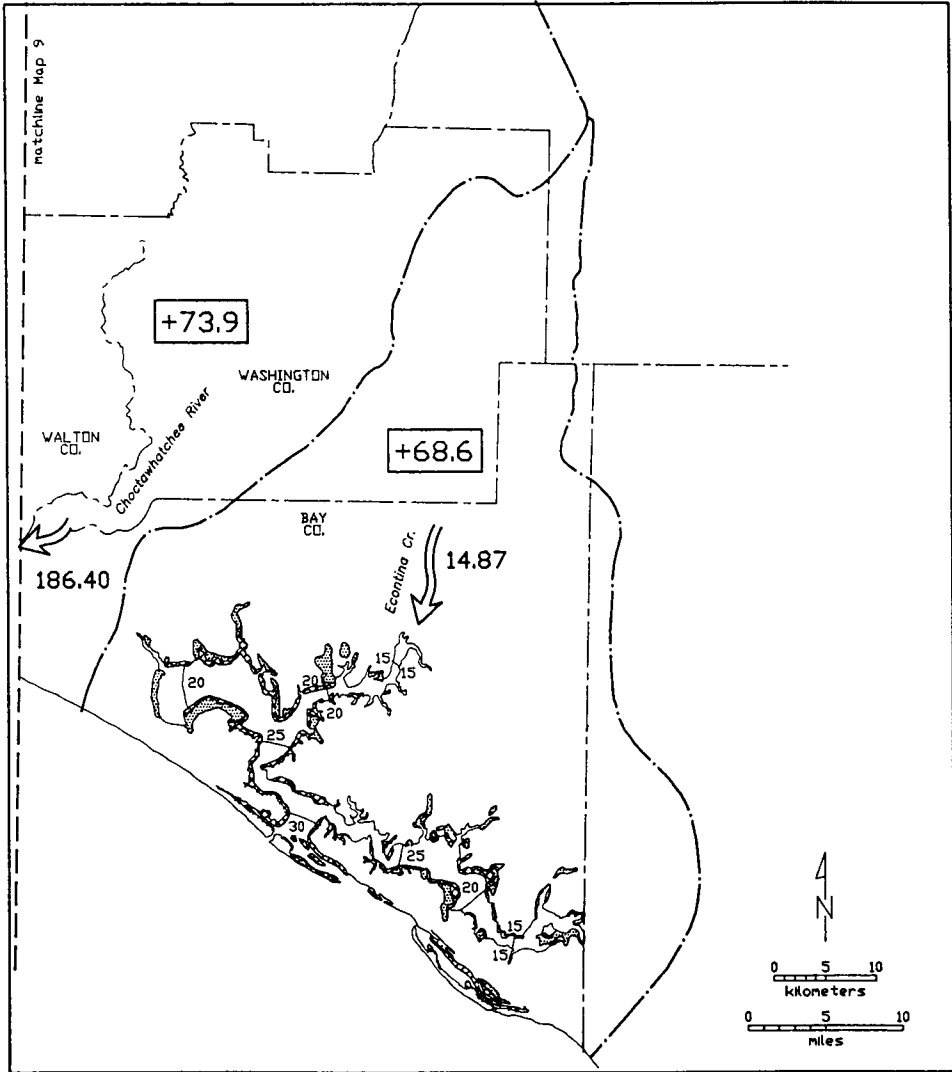 matchline Map 9
+73.9
WASHINGTON
CO.
Choctawhatchee River
WALTON
CO.
+68.6
BAY
CO.
Econtina Cr.
14.87
186.40
15
15
20
20
20
25
30
25
20
15
15
N
0 5 10
kilometers
0 5 10
miles